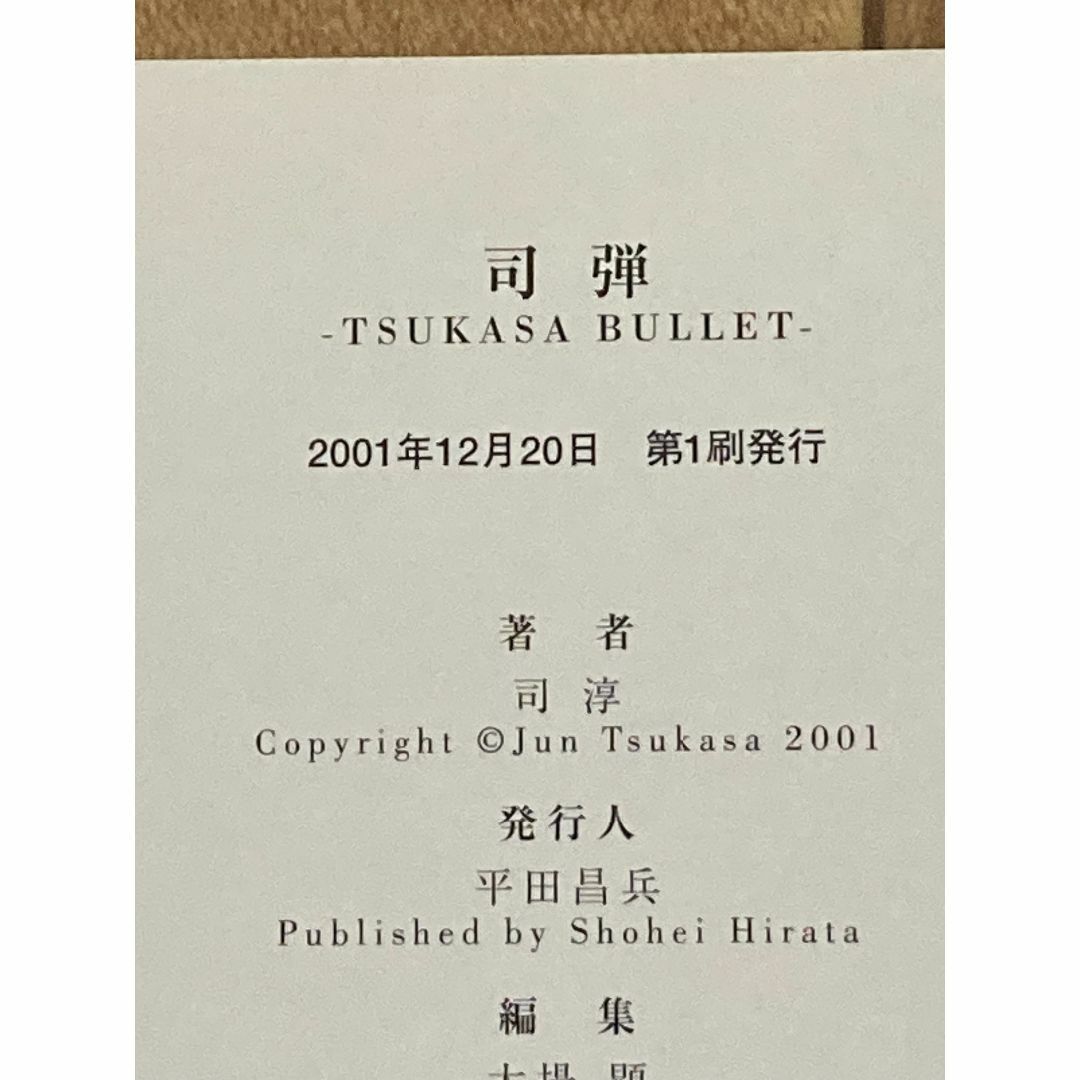 司 弾
-TSUKASA BULLET-
2001年12月20日　第1刷発行
著　者
司 淳
Copyright ©Jun Tsukasa 2001
発行人
平田昌兵
Published by Shohei Hirata
編　集